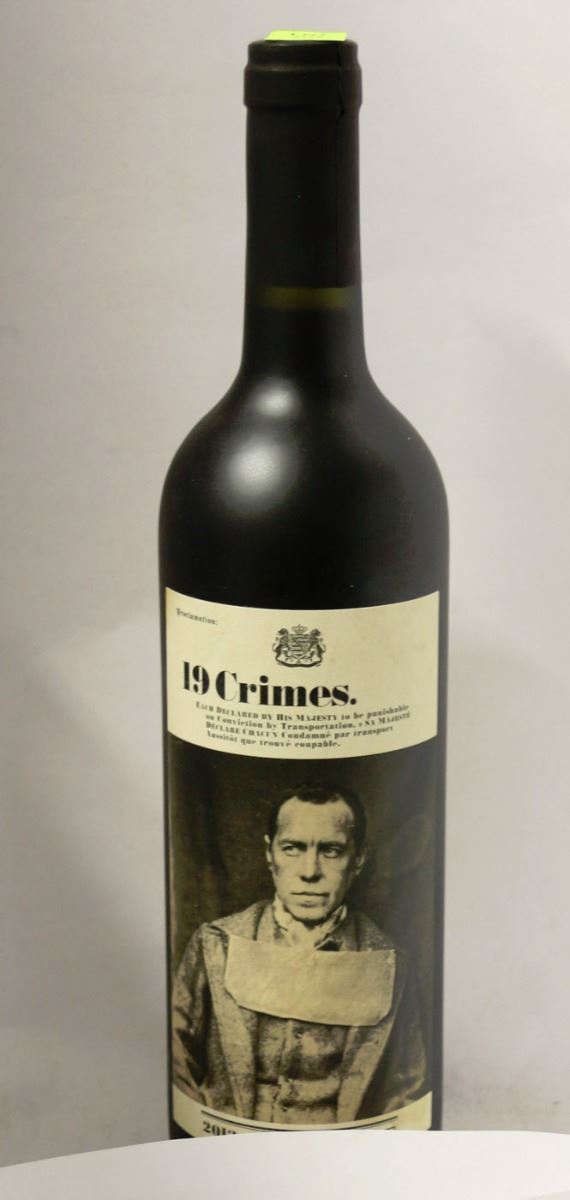 Proclamation:
19 Crimes.
EACH DECLARED BY HIS MAJESTY to be punishable
on Conviction by Transportation. SA MAJESTÉ
DÉCLARE CHACUN Condamné par transport
Aussitôt que trouvé coupable.